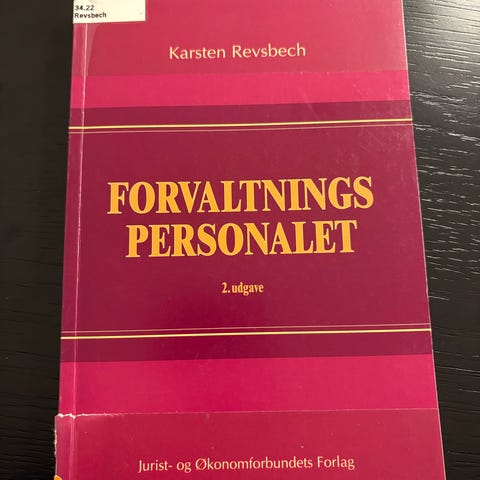 34.22
Revsbech
Karsten Revsbech
FORVALTNINGS
PERSONALET
2. udgave
Jurist- og Økonomforbundets Forlag